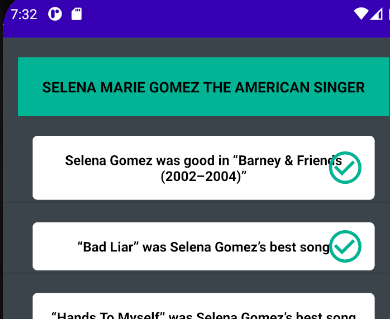 7:32
SELENA MARIE GOMEZ THE AMERICAN SINGER
Selena Gomez was good in “Barney & Friends
(2002–2004)”
“Bad Liar” was Selena Gomez’s best song
“Hands To Myself” was Selena Gomez’s best song